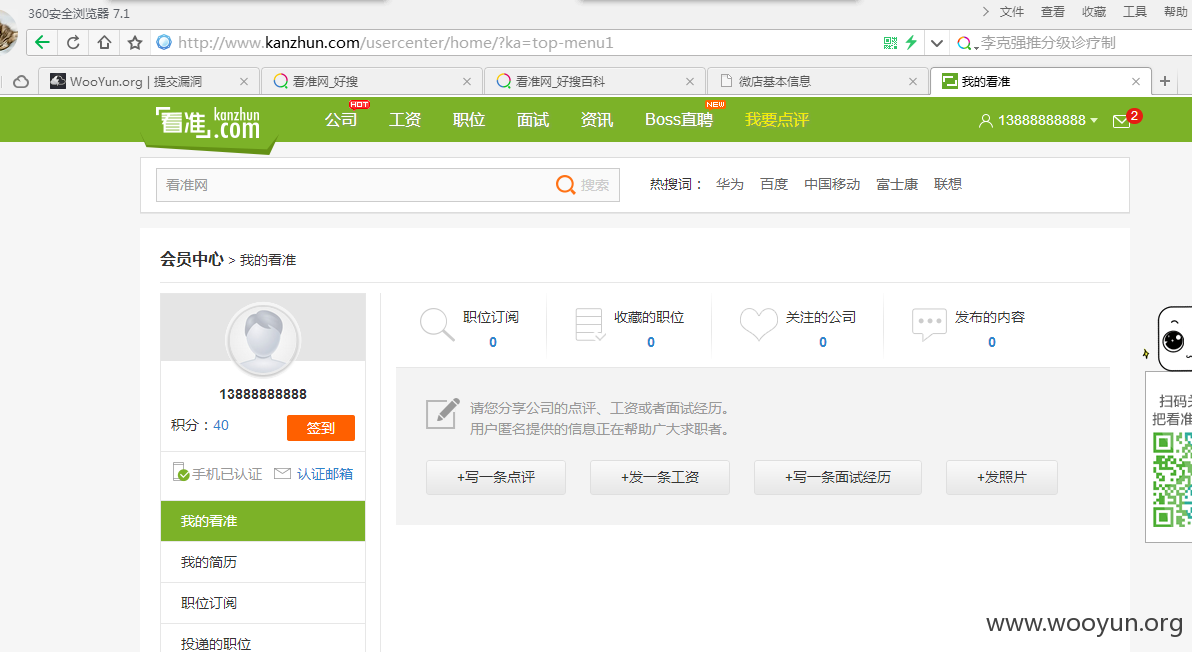 360安全浏览器 7.1
文件 查看 收藏 工具 帮助
http://www.kanzhun.com/usercenter/home/?ka=top-menu1
李克强推分级诊疗制
WooYun.org | 提交漏洞
看准网_好搜
看准网_好搜百科
微店基本信息
我的看准
看准 kanzhun .com
公司 HOT 工资 职位 面试 资讯 Boss直聘 NEW 我要点评
13888888888
2
看准网
搜索
热搜词： 华为 百度 中国移动 富士康 联想
会员中心 > 我的看准
13888888888
积分：40
签到
手机已认证 认证邮箱
我的看准
我的简历
职位订阅
投递的职位
职位订阅
0
收藏的职位
0
关注的公司
0
发布的内容
0
请您分享公司的点评、工资或者面试经历。
用户匿名提供的信息正在帮助广大求职者。
+写一条点评 +发一条工资 +写一条面试经历 +发照片
扫码关
把看准
www.wooyun.org